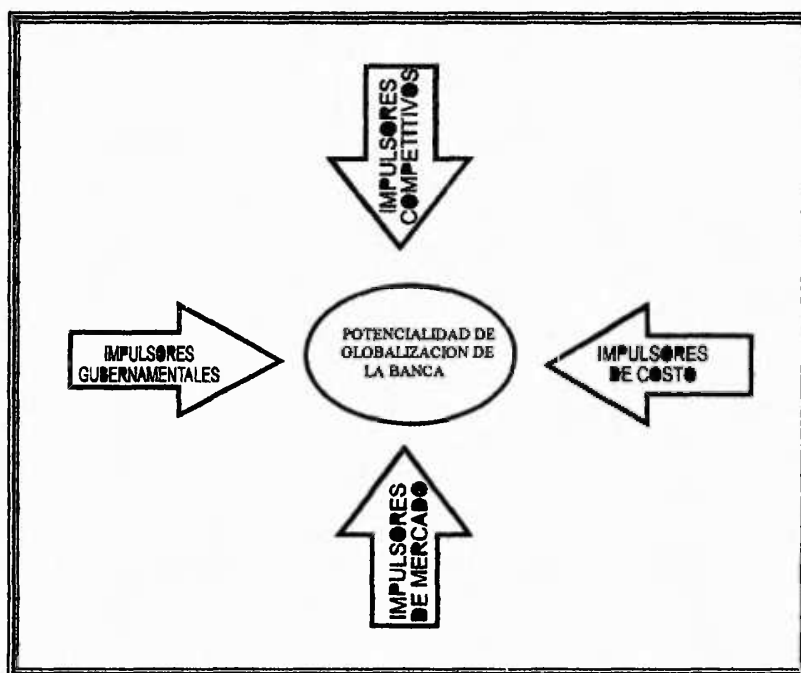 IMPULSORES
COMPETITIVOS
POTENCIALIDAD DE
GLOBALIZACION DE
LA BANCA
IMPULSORES
GUBERNAMENTALES
IMPULSORES
DE COSTO
IMPULSORES
DE MERCADO